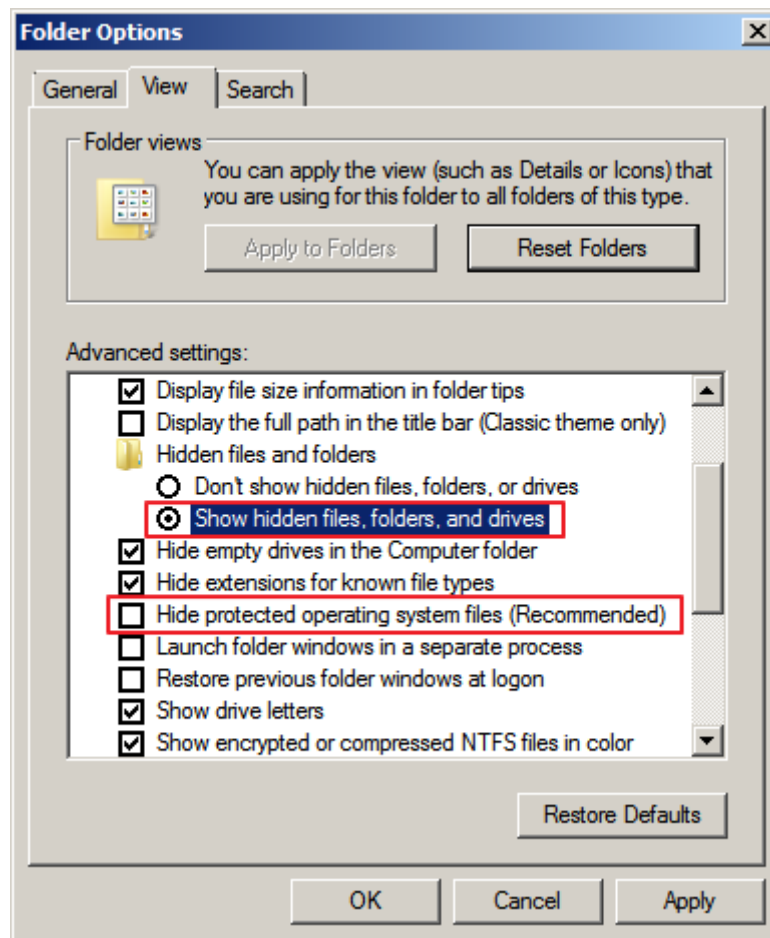 Folder Options
General View Search
Folder views
You can apply the view (such as Details or Icons) that
you are using for this folder to all folders of this type.
Apply to Folders Reset Folders
Advanced settings:
Display file size information in folder tips
Display the full path in the title bar (Classic theme only)
Hidden files and folders
Don't show hidden files, folders, or drives
Show hidden files, folders, and drives
Hide empty drives in the Computer folder
Hide extensions for known file types
Hide protected operating system files (Recommended)
Launch folder windows in a separate process
Restore previous folder windows at logon
Show drive letters
Show encrypted or compressed NTFS files in color
Restore Defaults
OK Cancel Apply